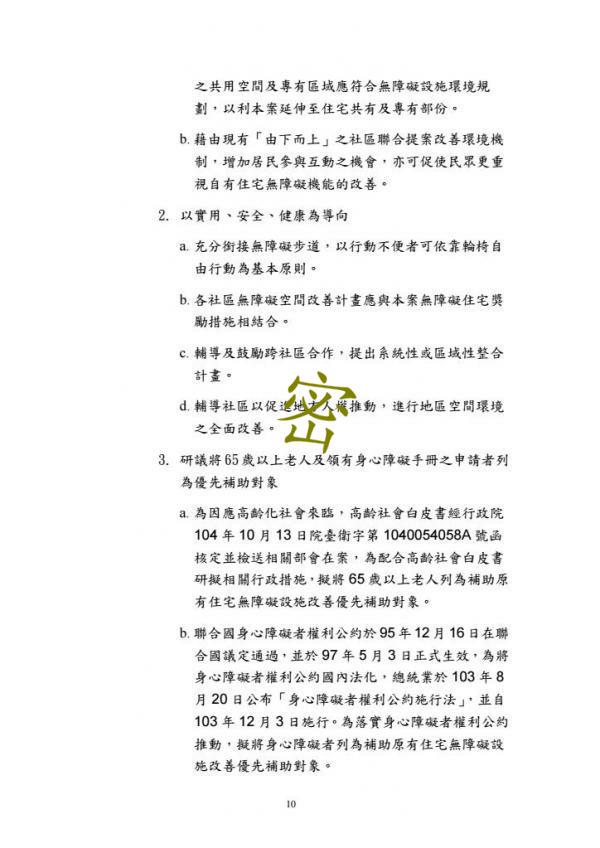 之共用空間及專有區域應符合無障礙設施環境規
劃，以利本案延伸至住宅共有及專有部份。
b. 藉由現有「由下而上」之社區聯合提案改善環境機
制，增加居民參與互動之機會，亦可促使民眾更重
視自有住宅無障礙機能的改善。
2. 以實用、安全、健康為導向
a. 充分銜接無障礙步道，以行動不便者可依靠輪椅自
由行動為基本原則。
b. 各社區無障礙空間改善計畫應與本案無障礙住宅獎
勵措施相結合。
c. 輔導及鼓勵跨社區合作，提出系統性或區域性整合
計畫。
d. 輔導社區以促進地方人權推動，進行地區空間環境
之全面改善。
密
3. 研議將65歲以上老人及領有身心障礙手冊之申請者列
為優先補助對象
a. 為因應高齡化社會來臨，高齡社會白皮書經行政院
104 年 10 月 13 日院臺衛字第 1040054058A 號函
核定並檢送相關部會在案，為配合高齡社會白皮書
研擬相關行政措施，擬將 65 歲以上老人列為補助原
有住宅無障礙設施改善優先補助對象。
b. 聯合國身心障礙者權利公約於 95 年 12 月 16 日在聯
合國議定通過，並於 97 年 5 月 3 日正式生效，為將
身心障礙者權利公約國內法化，總統業於 103 年 8
月 20 日公布「身心障礙者權利公約施行法」，並自
103 年 12 月 3 日施行。為落實身心障礙者權利公約
推動，擬將身心障礙者列為補助原有住宅無障礙設
施改善優先補助對象。
10